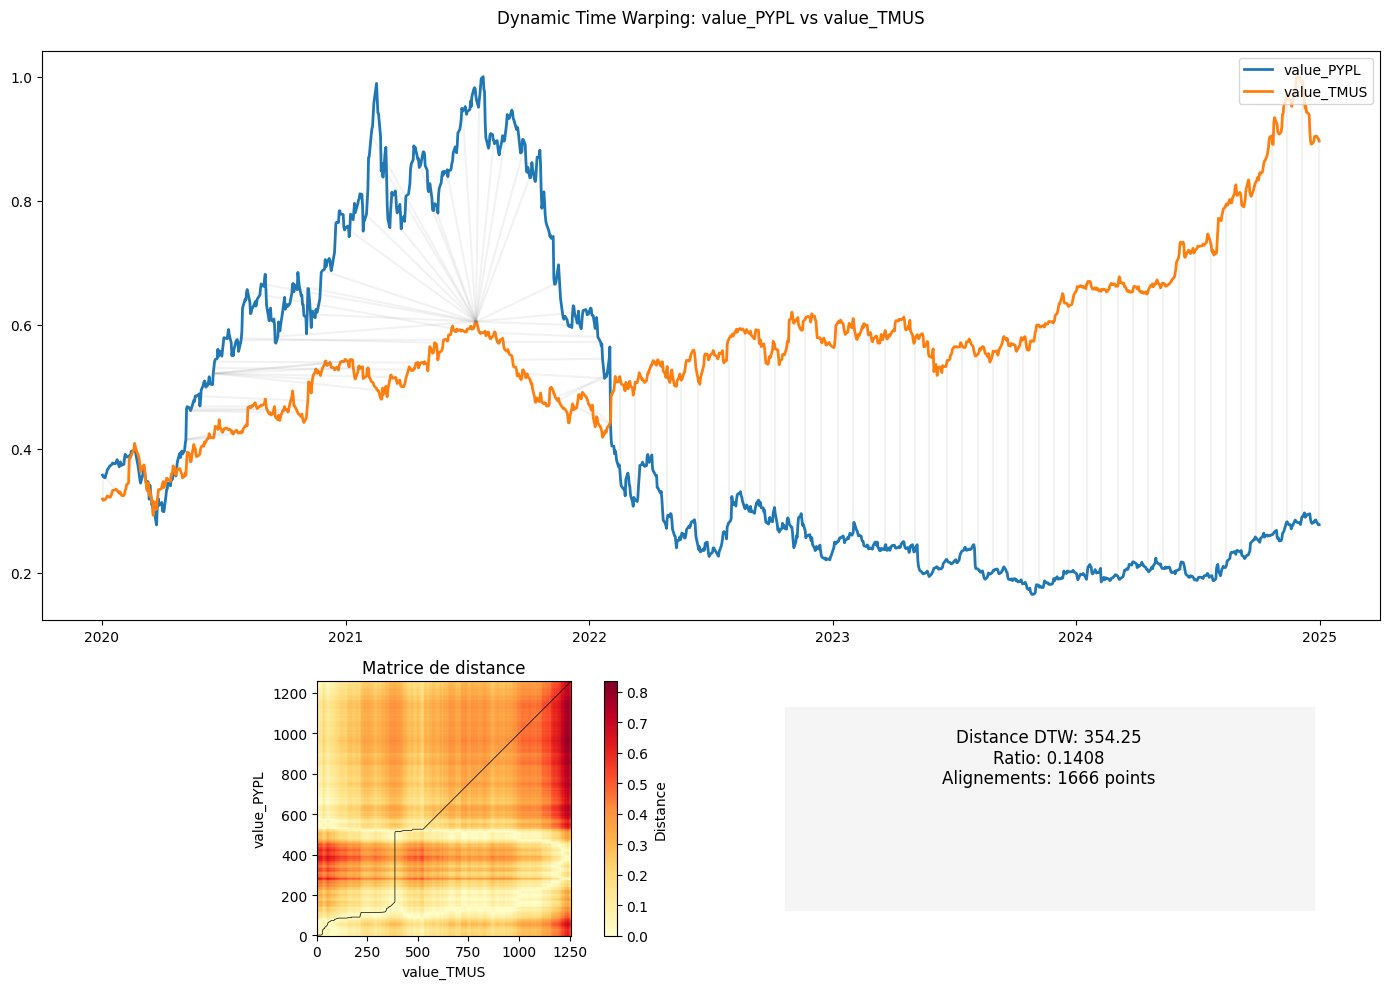 Dynamic Time Warping: value_PYPL vs value_TMUS
1.0
0.8
0.6
0.4
0.2
value_PYPL
value_TMUS
2020 2021 2022 2023 2024 2025
Matrice de distance
1200
1000
800
600
400
200
0
value_PYPL
0 250 500 750 1000 1250
value_TMUS
0.8
0.7
0.6
0.5
0.4
0.3
0.2
0.1
0.0
Distance
Distance DTW: 354.25
Ratio: 0.1408
Alignements: 1666 points